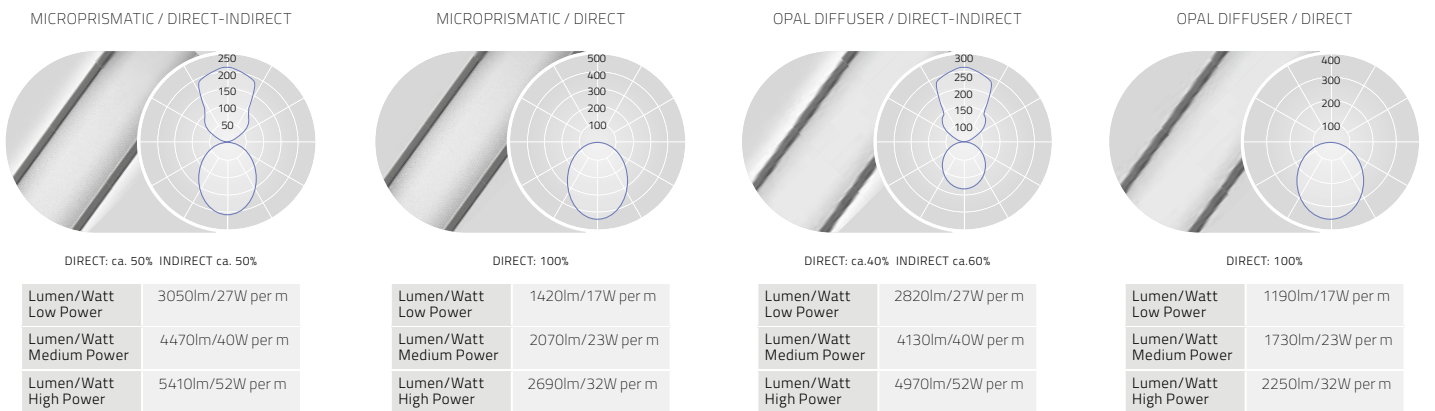 MICROPRISMATIC / DIRECT-INDIRECT
250
200
150
100
50
DIRECT: ca. 50% INDIRECT ca. 50%
Lumen/Watt
Low Power
3050lm/27W per m
Lumen/Watt
Medium Power
4470lm/40W per m
Lumen/Watt
High Power
5410lm/52W per m
MICROPRISMATIC / DIRECT
500
400
300
200
100
DIRECT: 100%
Lumen/Watt
Low Power
1420lm/17W per m
Lumen/Watt
Medium Power
2070lm/23W per m
Lumen/Watt
High Power
2690lm/32W per m
OPAL DIFFUSER / DIRECT-INDIRECT
300
250
200
150
100
DIRECT: ca.40% INDIRECT ca.60%
Lumen/Watt
Low Power
2820lm/27W per m
Lumen/Watt
Medium Power
4130lm/40W per m
Lumen/Watt
High Power
4970lm/52W per m
OPAL DIFFUSER / DIRECT
400
300
200
100
DIRECT: 100%
Lumen/Watt
Low Power
1190lm/17W per m
Lumen/Watt
Medium Power
1730lm/23W per m
Lumen/Watt
High Power
2250lm/32W per m